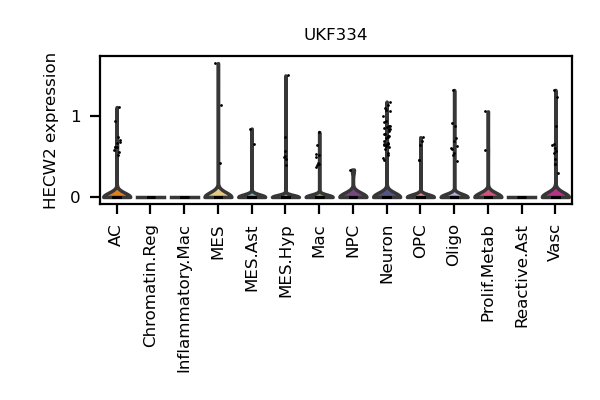 UKF334
HECW2 expression
1
0
AC
Chromatin.Reg
Inflammatory.Mac
MES
MES.Ast
MES.Hyp
Mac
NPC
Neuron
OPC
Oligo
Prolif.Metab
Reactive.Ast
Vasc